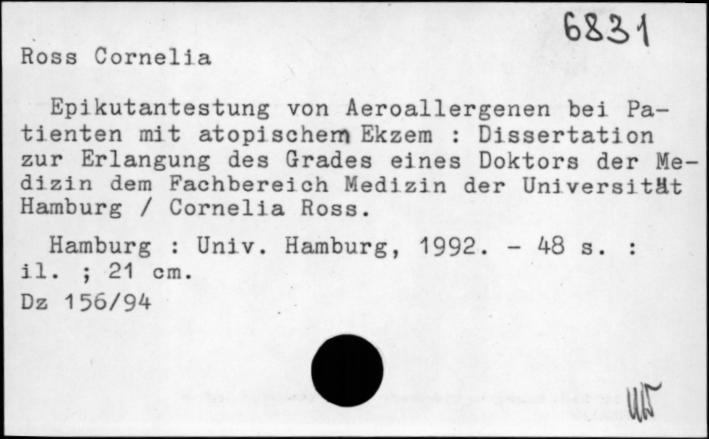 6831
Ross Cornelia
Epikutantestung von Aeroallergenen bei Pa-
tienten mit atopischem Ekzem : Dissertation
zur Erlangung des Grades eines Doktors der Me-
dizin dem Fachbereich Medizin der Universität
Hamburg / Cornelia Ross.
Hamburg : Univ. Hamburg, 1992. - 48 s. :
il. ; 21 cm.
Dz 156/94